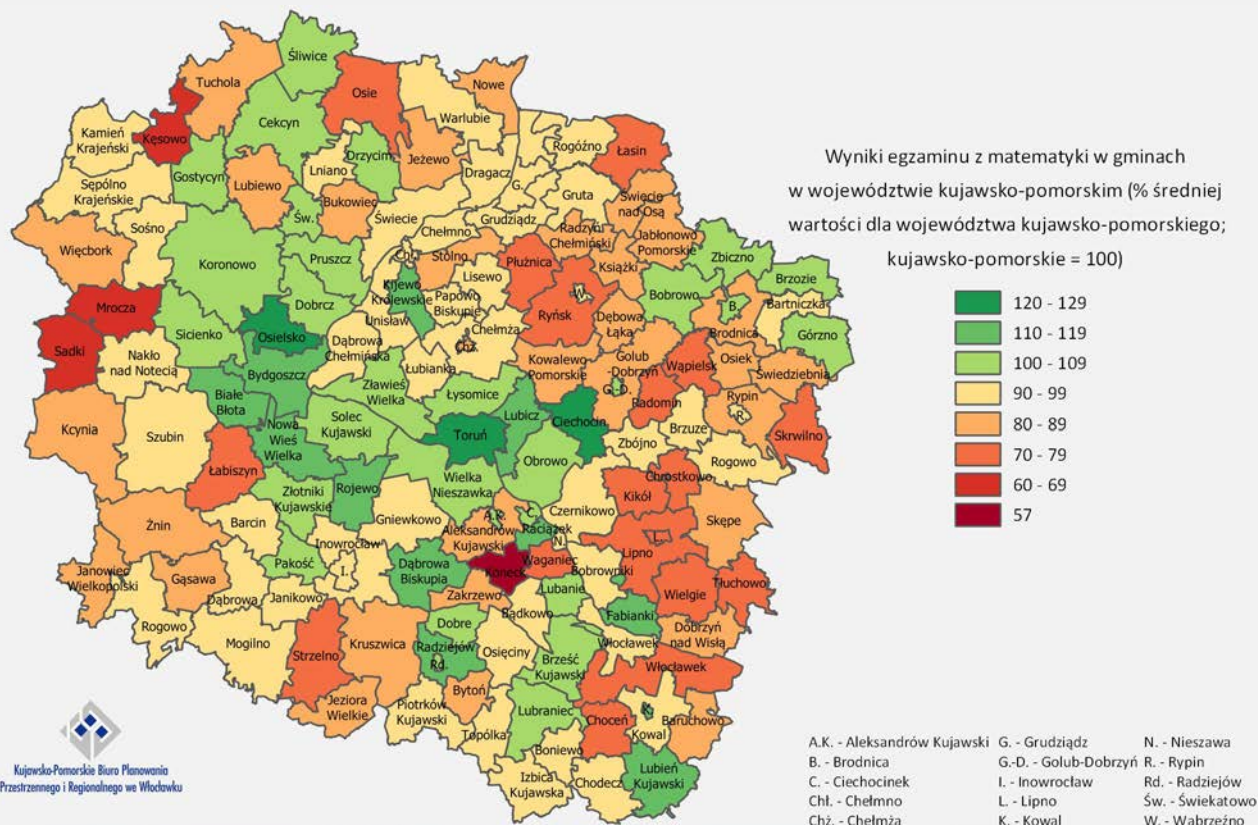 Śliwice
Tuchola
Osie
Nowe
Warlubie
Cekcyn
Kamień
Krajeński
Kęsowo
Rogóźno
Łasin
Drzycim
Jeżewo
Lniano
Dragacz
G.
Gostycyn
Lubiewo
Gruta
Sępólno
Krajeńskie
Bukowiec
Świecie
nad Osą
Św.
Świecie
Grudziądz
Sośno
Chełmno
Radzyń
Chełmiński
Jabłonowo
Pomorskie
Więcbork
Koronowo
Pruszcz
Chł.
Stolno
Płużnica
Książki
Zbiczno
Lisewo
Kijewo
Królewskie
Bobrowo
Brzozie
Mrocza
Dobrcz
Papowo
Biskupie
W.
B.
Bartniczka
Unisław
Ryńsk
Dębowa
Łąka
Brodnica
Górzno
Sicienko
Osielsko
Dąbrowa
Chełmińska
Chełmża
Chż.
Sadki
Nakło
nad Notecią
Bydgoszcz
Łubianka
Kowalewo
Pomorskie
Golub
-Dobrzyń
Wąpielsk
Osiek
Świedziebnia
Zławieś
Wielka
G.-D.
Białe
Błota
Łysomice
Radomin
Rypin
R.
Kcynia
Szubin
Nowa
Wieś
Wielka
Solec
Kujawski
Toruń
Lubicz
Ciechocin
Brzuze
Skrwilno
Zbójno
Obrowo
Rogowo
Łabiszyn
Wielka
Nieszawka
Złotniki
Kujawskie
Rojewo
Chrostkowo
Kikół
Żnin
Barcin
Gniewkowo
A.K.
C.
Czernikowo
Skępe
Aleksandrów
Kujawski
Raciążek
N.
Inowrocław
I.
L.
Lipno
Janowiec
Wielkopolski
Gąsawa
Pakość
Dąbrowa
Biskupia
Koneck
Waganiec
Bobrowniki
Tłuchowo
Dąbrowa
Janikowo
Zakrzewo
Lubanie
Wielgie
Rogowo
Bądkowo
Fabianki
Mogilno
Dobre
Dobrzyń
nad Wisłą
Strzelno
Kruszwica
Radziejów
Rd.
Osięciny
Włocławek
Brześć
Kujawski
Włocławek
Jeziora
Wielkie
Bytoń
Piotrków
Kujawski
Lubraniec
Choceń
K.
Baruchowo
Kowal
Topólka
Boniewo
Izbica
Kujawska
Chodecz
Lubień
Kujawski
Wyniki egzaminu z matematyki w gminach
w województwie kujawsko-pomorskim (% średniej
wartości dla województwa kujawsko-pomorskiego;
kujawsko-pomorskie = 100)
120 - 129
110 - 119
100 - 109
90 - 99
80 - 89
70 - 79
60 - 69
57
Kujawsko-Pomorskie Biuro Planowania
Przestrzennego i Regionalnego we Włocławku
A.K. - Aleksandrów Kujawski G. - Grudziądz N. - Nieszawa
B. - Brodnica G.-D. - Golub-Dobrzyń R. - Rypin
C. - Ciechocinek I. - Inowrocław Rd. - Radziejów
Chł. - Chełmno L. - Lipno Św. - Świekatowo
Chż. - Chełmża K. - Kowal W. - Wąbrzeźno